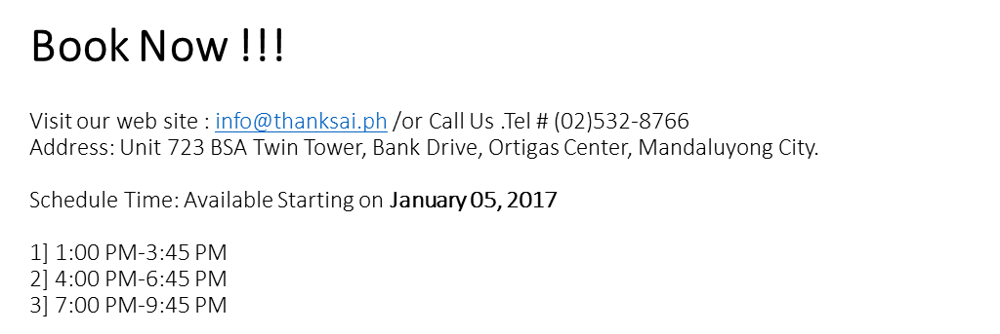 Book Now !!!
Visit our web site : info@thanksai.ph /or Call Us .Tel # (02)532-8766
Address: Unit 723 BSA Twin Tower, Bank Drive, Ortigas Center, Mandaluyong City.
Schedule Time: Available Starting on January 05, 2017
1] 1:00 PM-3:45 PM
2] 4:00 PM-6:45 PM
3] 7:00 PM-9:45 PM